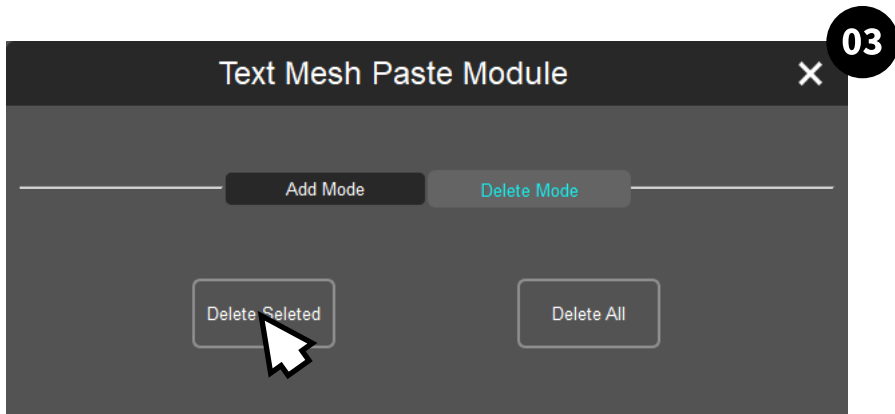 03
Text Mesh Paste Module
Add Mode Delete Mode
Delete Seleted Delete All